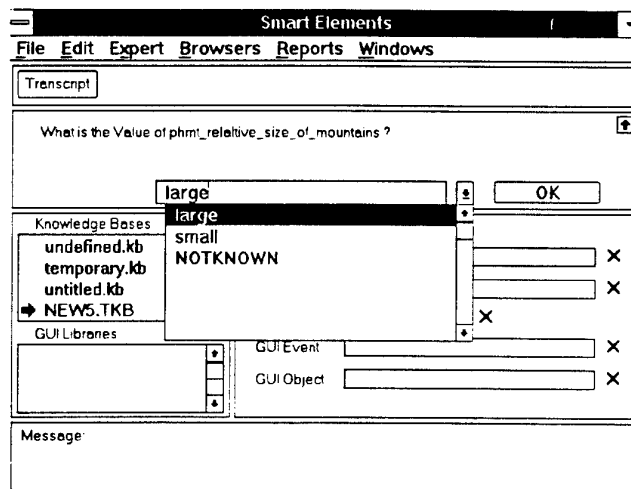 Smart Elements
File Edit Expert Browsers Reports Windows
Transcript
What is the Value of phmt_relaltive_size_of_mountains ?
large
OK
large
small
NOTKNOWN
Knowledge Bases
undefined.kb
temporary.kb
untitled.kb
NEW5.TKB
GUI Libraries
GUI Event
GUI Object
Message: